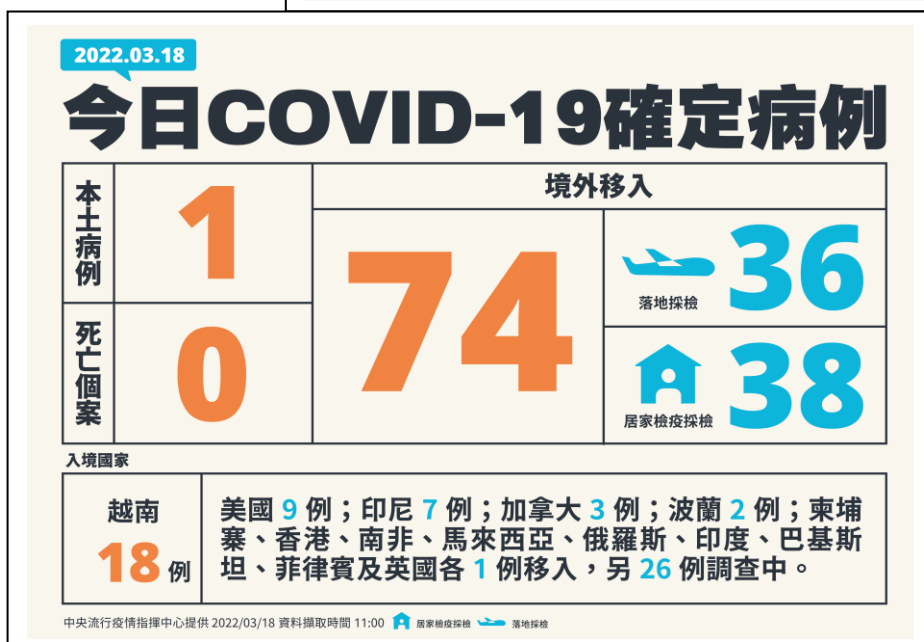 2022.03.18
今日COVID-19確定病例
本土病例
1
死亡個案
0
境外移入
74
落地採檢
36
居家檢疫採檢
38
入境國家
越南
18 例
美國 9 例；印尼 7 例；加拿大 3 例；波蘭 2 例；柬埔
寨、香港、南非、馬來西亞、俄羅斯、印度、巴基斯
坦、菲律賓及英國各 1 例移入，另 26 例調查中。
中央流行疫情指揮中心提供 2022/03/18 資料擷取時間 11:00 居家檢疫採檢 落地採檢